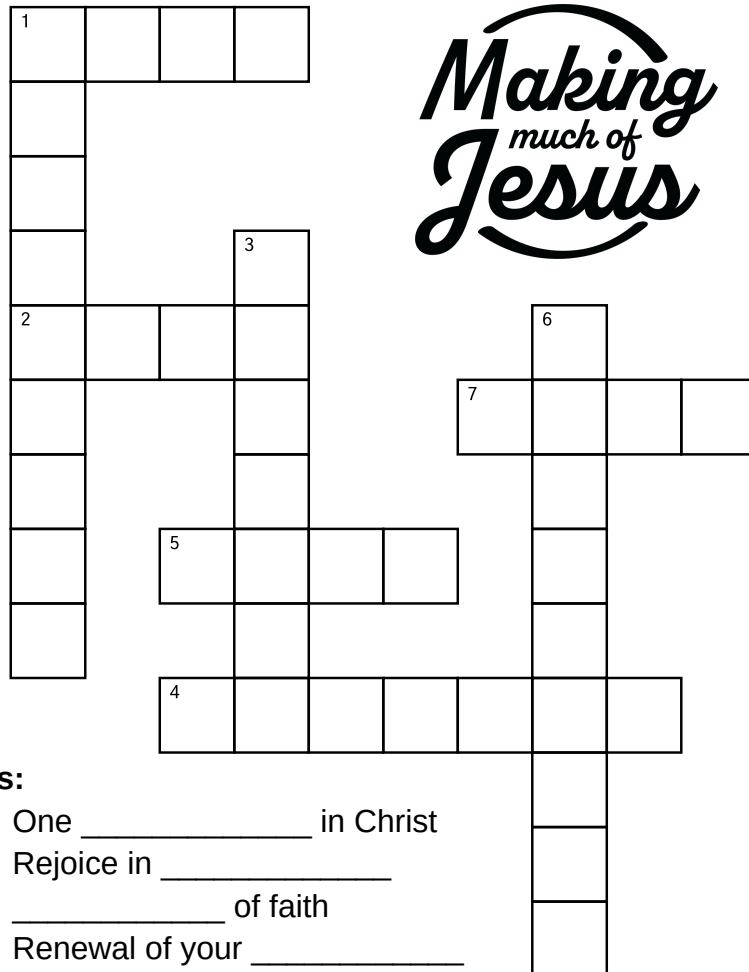 1
Making
much of
Jesus
3
2
6
7
5
4
s:
One _____________ in Christ
Rejoice in _____________
____________ of faith
Renewal of your ____________